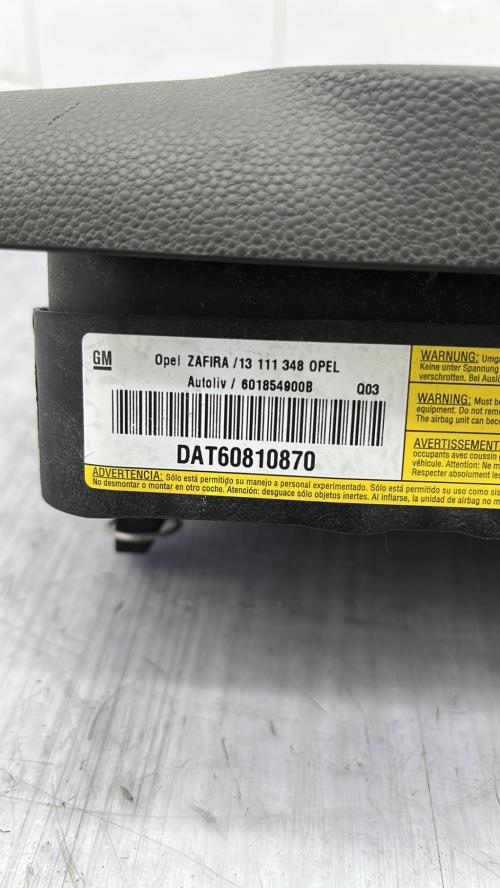 GM
Opel ZAFIRA /13 111 348 OPEL
Autoliv / 601854900B Q03
DAT60810870
WARNUNG: Umga
Keine unter Spannung
verschrotten. Bei Auslö
WARNING: Must be
equipment. Do not remo
The airbag unit can beco
AVERTISSEMENT
occupants avec coussin
véhicule. Attention: Ne m
Respecter absolument les
ADVERTENCIA: Sólo está permitido su manejo a personal experimentado. Sólo está permitido su uso como sis
No desmontar o montar en otro coche. Atención: desguace sólo objetos inertes. Al inflarse, la unidad de airbag no m